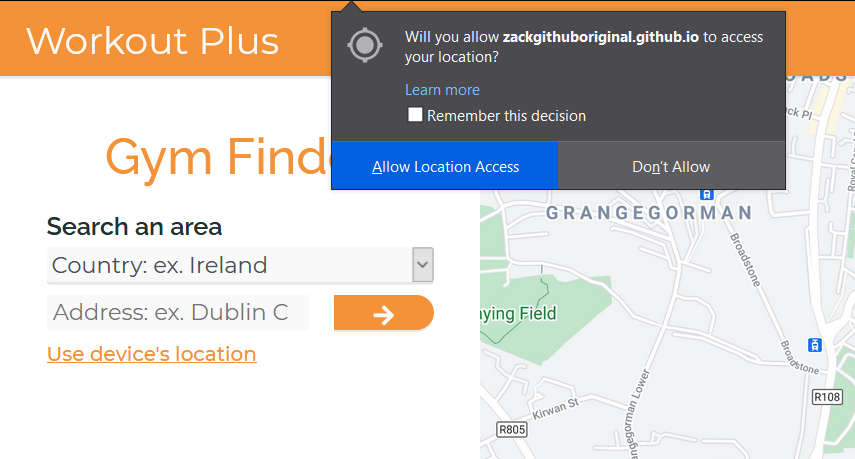 Workout Plus
Will you allow zackgithuboriginal.github.io to access
your location?
Learn more
Remember this decision
Allow Location Access
Don't Allow
Gym Finde
Search an area
Country: ex. Ireland
Address: ex. Dublin C
Use device's location
OADS
ck Pl
Royal Can
GRANGEGORMAN
Broadstone
aying Field
Broadstone
R108
Kirwan St
R805
gorman Lower